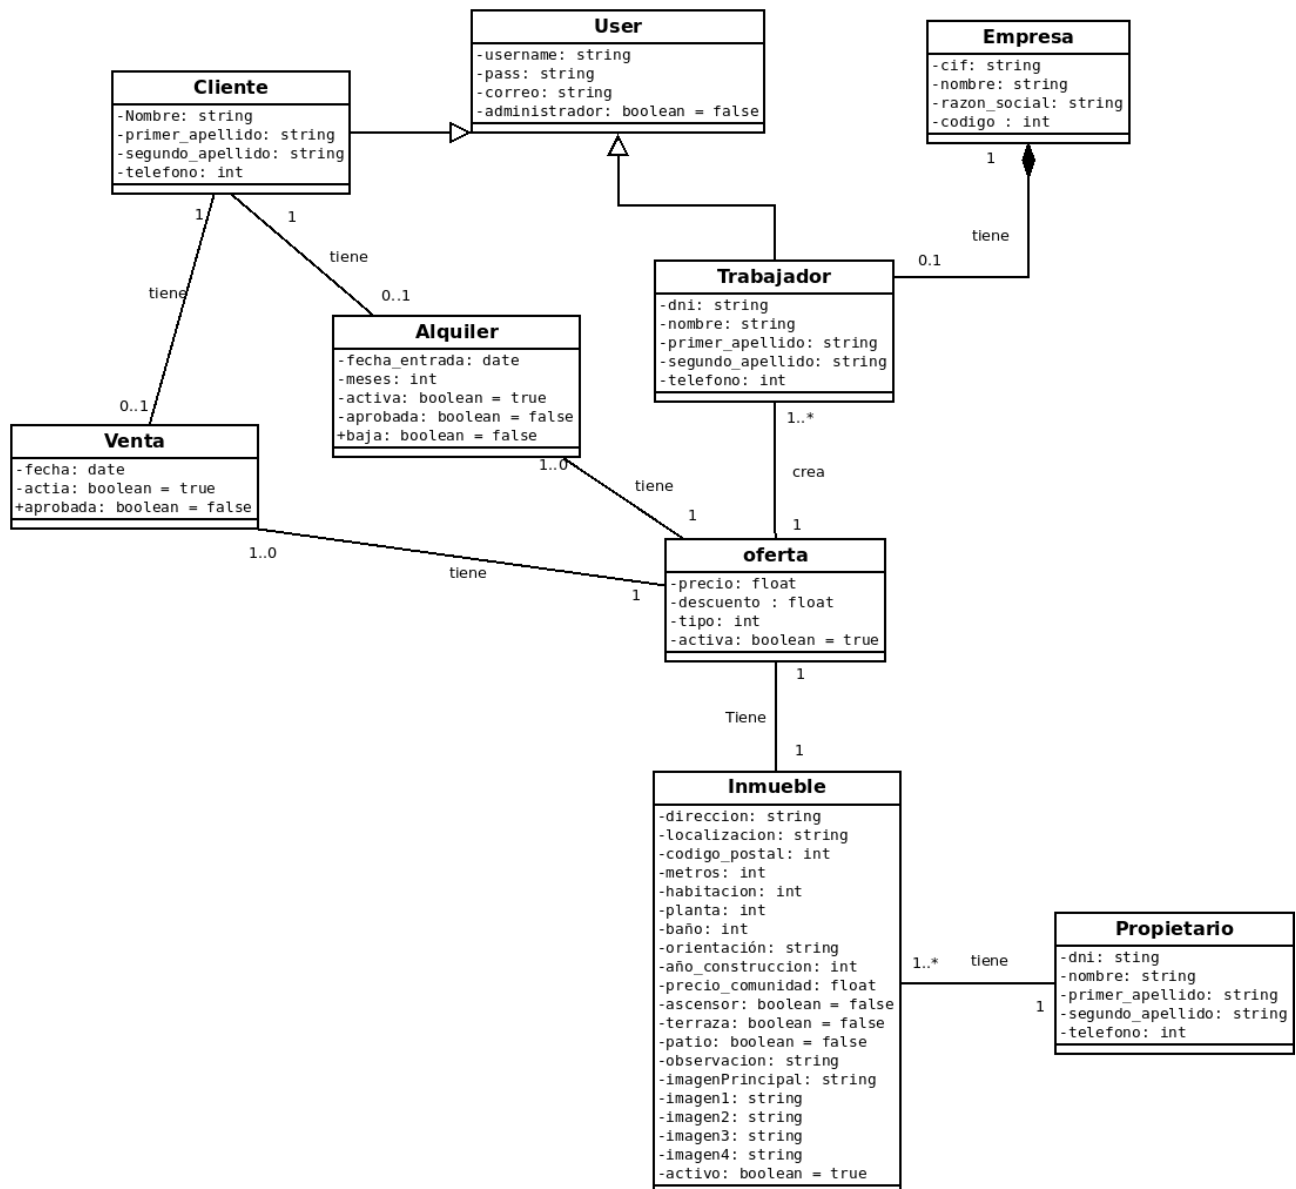 User
-username: string
-pass: string
-correo: string
-administrador: boolean = false
Empresa
-cif: string
-nombre: string
-razon_social: string
-codigo : int
Cliente
-Nombre: string
-primer_apellido: string
-segundo_apellido: string
-telefono: int
1
tiene
0.1
1
tiene
0..1
1
tiene
0..1
Trabajador
-dni: string
-nombre: string
-primer_apellido: string
-segundo_apellido: string
-telefono: int
Alquiler
-fecha_entrada: date
-meses: int
-activa: boolean = true
-aprobada: boolean = false
+baja: boolean = false
Venta
-fecha: date
-actia: boolean = true
+aprobada: boolean = false
1..*
crea
1
1..0
tiene
1
1..0
tiene
1
oferta
-precio: float
-descuento : float
-tipo: int
-activa: boolean = true
1
Tiene
1
Inmueble
-direccion: string
-localizacion: string
-codigo_postal: int
-metros: int
-habitacion: int
-planta: int
-baño: int
-orientación: string
-año_construccion: int
-precio_comunidad: float
-ascensor: boolean = false
-terraza: boolean = false
-patio: boolean = false
-observacion: string
-imagenPrincipal: string
-imagen1: string
-imagen2: string
-imagen3: string
-imagen4: string
-activo: boolean = true
1..*
tiene
1
Propietario
-dni: sting
-nombre: string
-primer_apellido: string
-segundo_apellido: string
-telefono: int